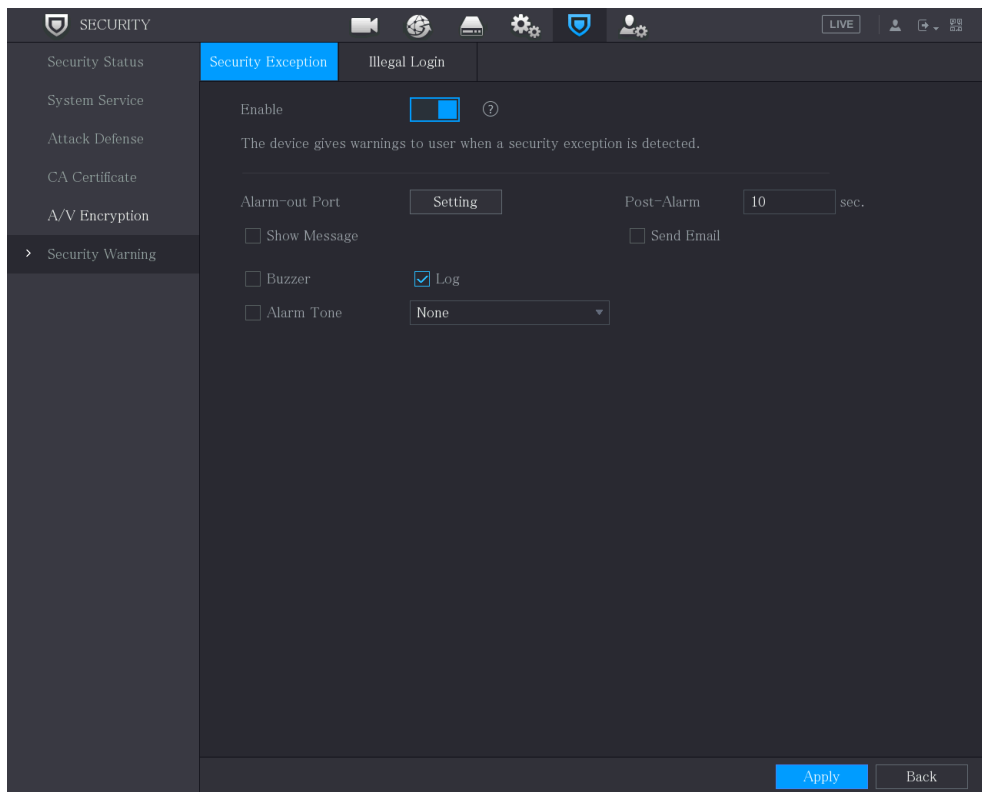 SECURITY
LIVE
Security Status
System Service
Attack Defense
CA Certificate
A/V Encryption
Security Warning
Security Exception
Illegal Login
Enable
?
The device gives warnings to user when a security exception is detected.
Alarm-out Port Setting Post-Alarm 10 sec.
Show Message Send Email
Buzzer Log
Alarm Tone None
Apply Back